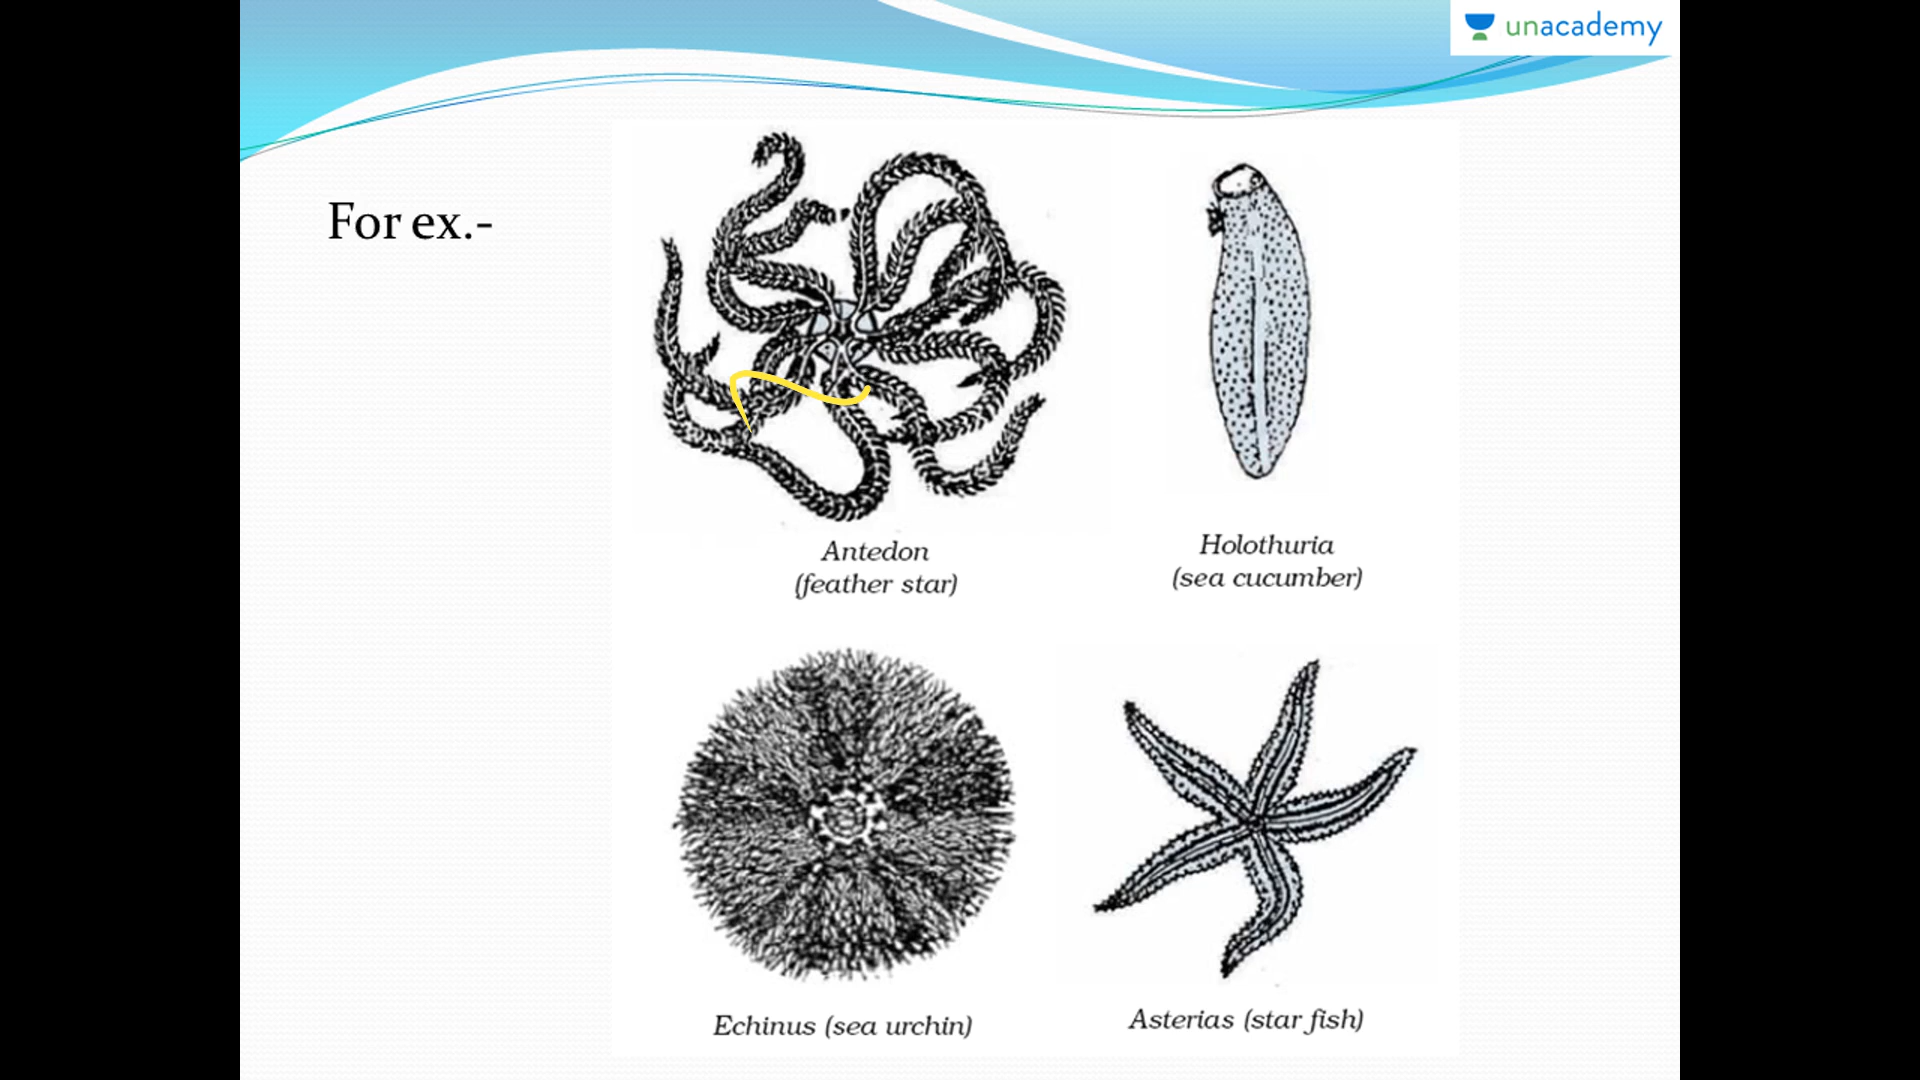 unacademy
For ex.-
Antedon
(feather star)
Holothuria
(sea cucumber)
Echinus (sea urchin)
Asterias (star fish)